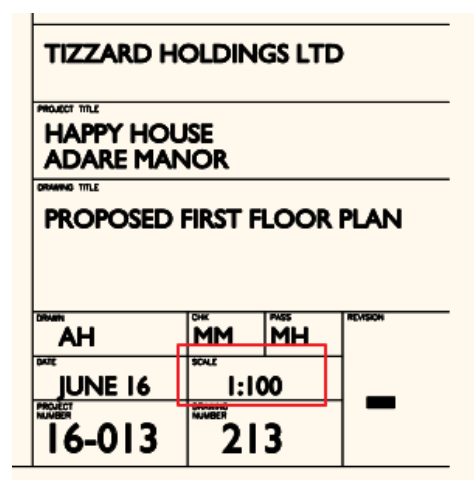 TIZZARD HOLDINGS LTD
PROJECT TITLE
HAPPY HOUSE
ADARE MANOR
DRAWING TITLE
PROPOSED FIRST FLOOR PLAN
DRAWN
AH
CHK
MM
PASS
MH
REVISION
-
DATE
JUNE 16
SCALE
1:100
PROJECT
NUMBER
16-013
DRAWING
NUMBER
213